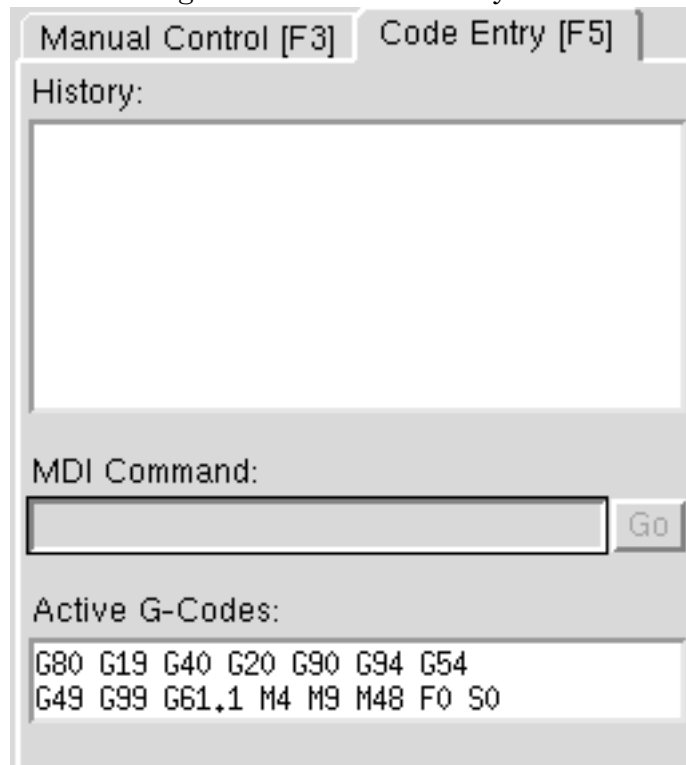 Manual Control [F3] Code Entry [F5]
History:
MDI Command:
Go
Active G-Codes:
G80 G19 G40 G20 G90 G94 G54
G49 G99 G61.1 M4 M9 M48 F0 S0